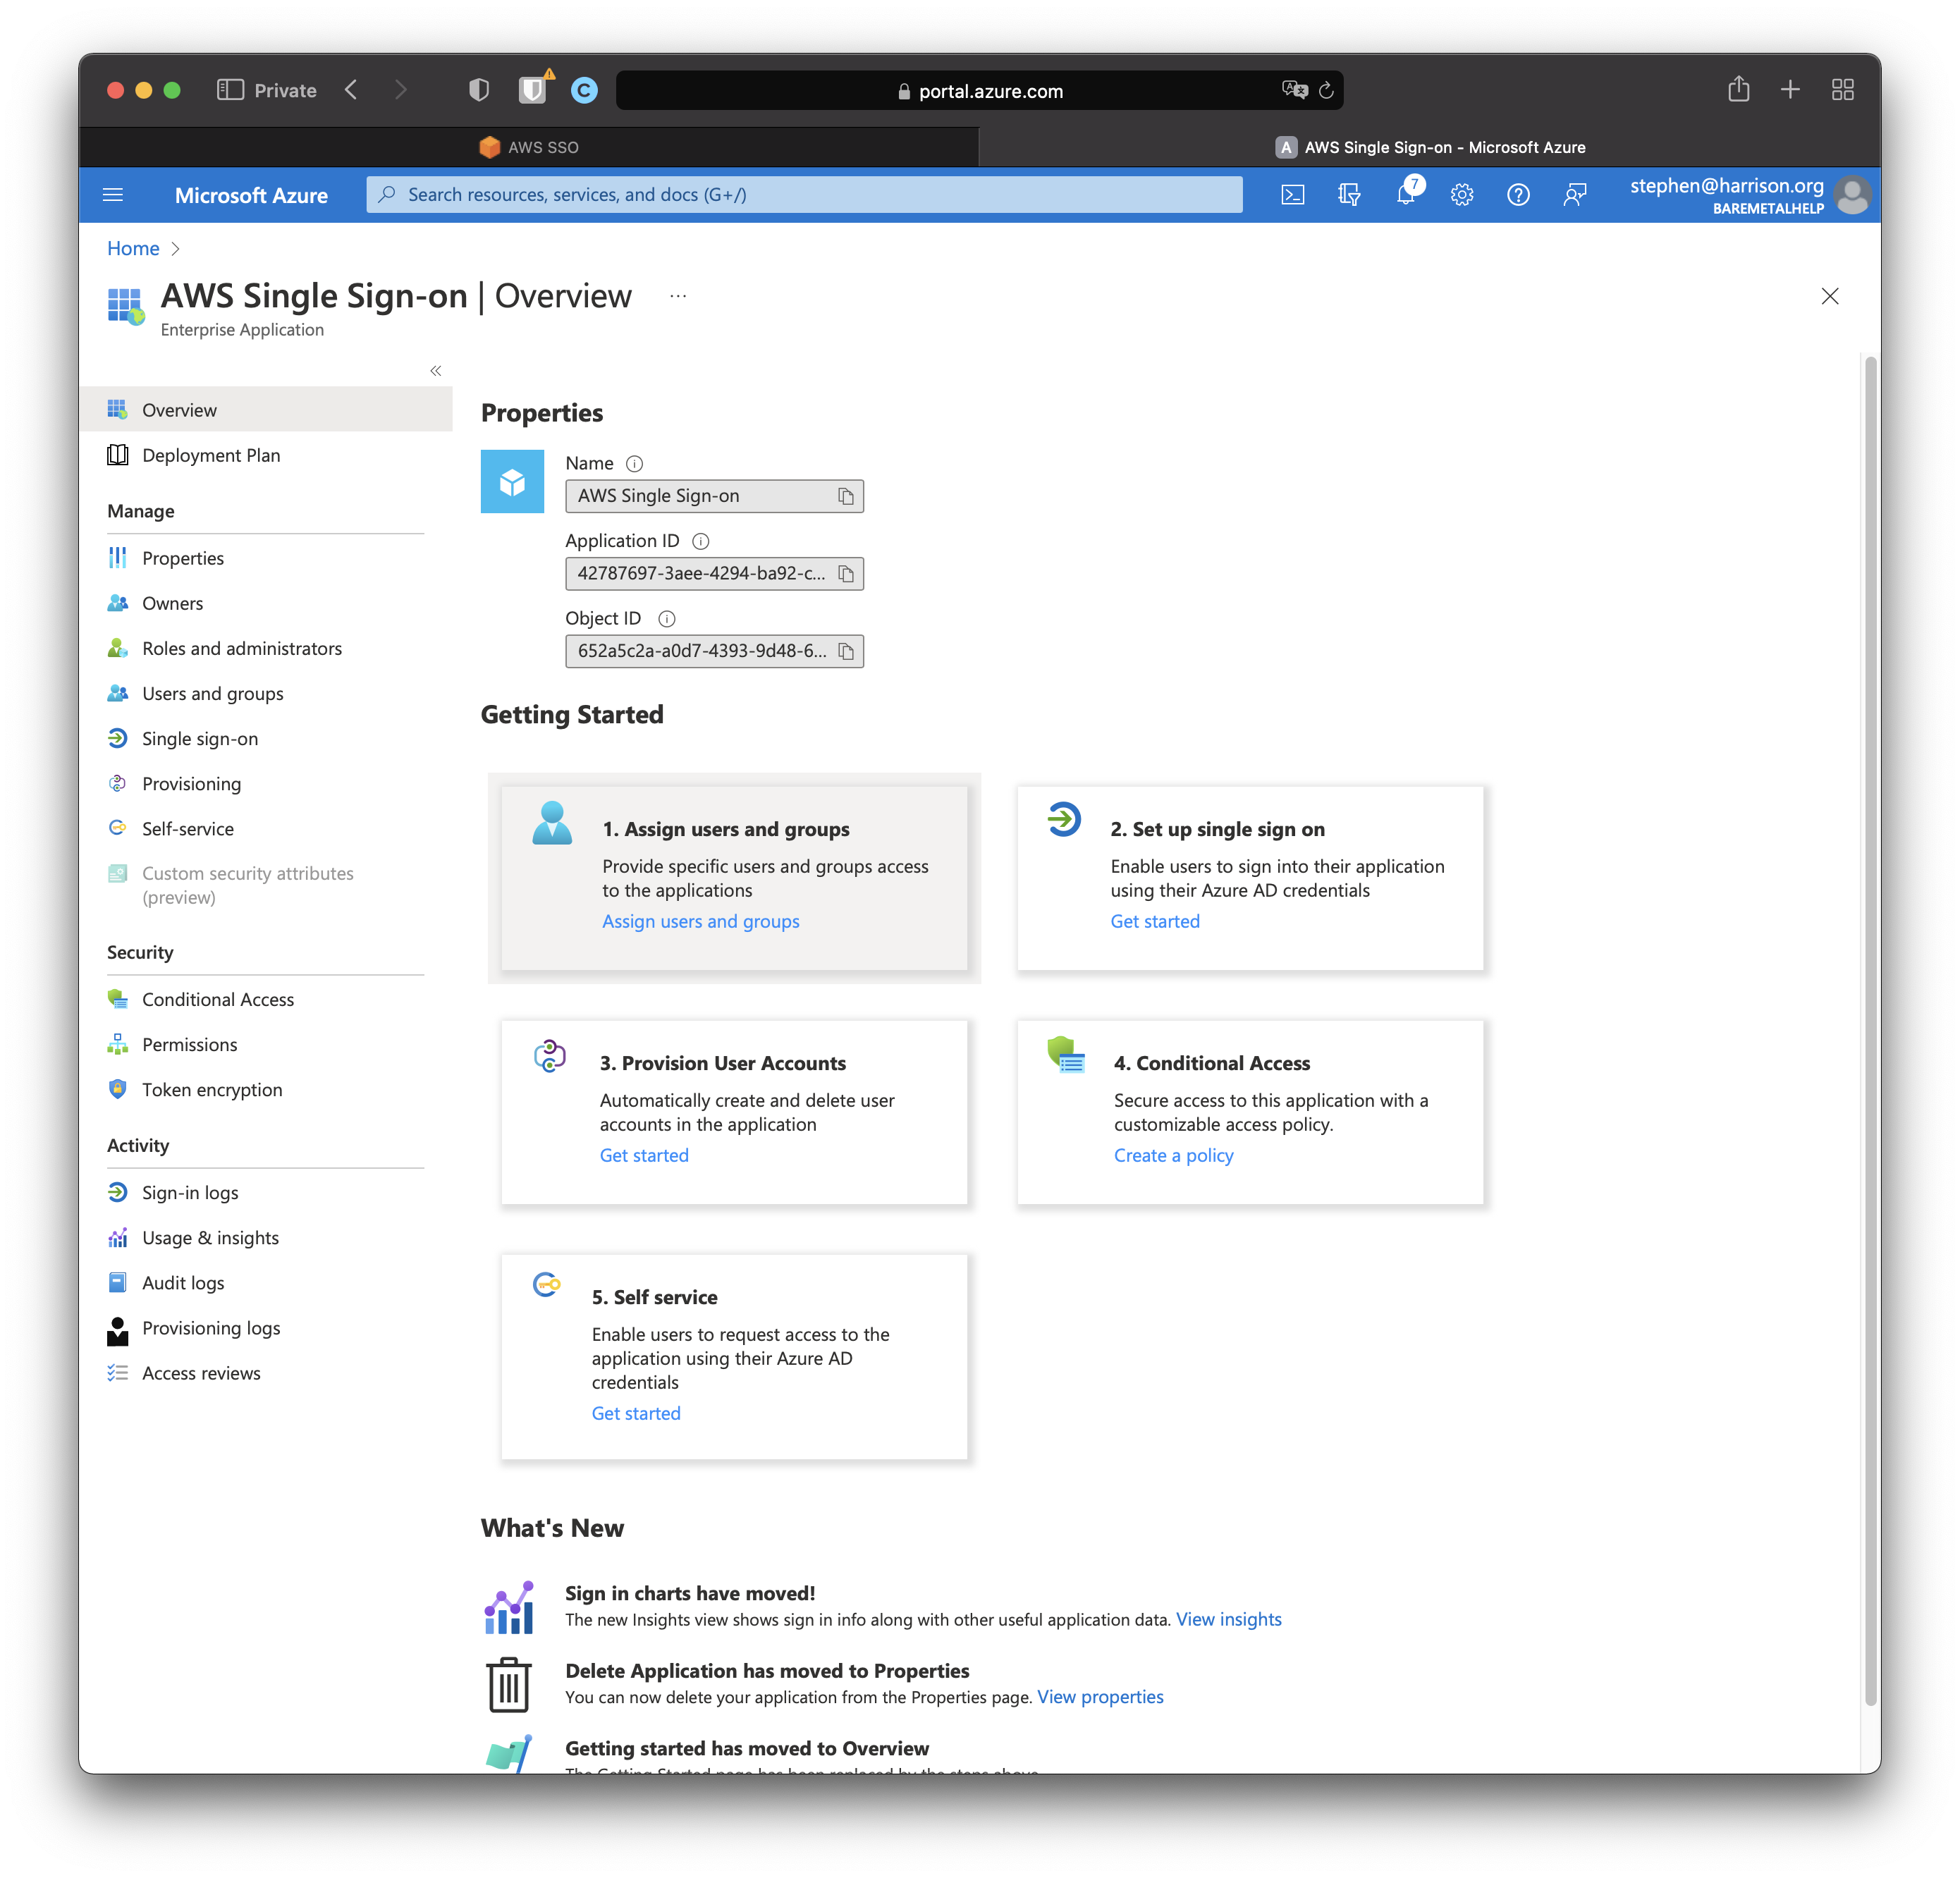 Private
portal.azure.com
AWS SSO
A AWS Single Sign-on - Microsoft Azure
Microsoft Azure
Search resources, services, and docs (G+/)
7
stephen@harrison.org
BAREMETALHELP
Home
AWS Single Sign-on | Overview ...
Enterprise Application
Overview
Deployment Plan
Manage
Properties
Owners
Roles and administrators
Users and groups
Single sign-on
Provisioning
Self-service
Custom security attributes
(preview)
Security
Conditional Access
Permissions
Token encryption
Activity
Sign-in logs
Usage & insights
Audit logs
Provisioning logs
Access reviews
Properties
Name
AWS Single Sign-on
Application ID
42787697-3aee-4294-ba92-c...
Object ID
652a5c2a-a0d7-4393-9d48-6...
Getting Started
1. Assign users and groups
Provide specific users and groups access
to the applications
Assign users and groups
2. Set up single sign on
Enable users to sign into their application
using their Azure AD credentials
Get started
3. Provision User Accounts
Automatically create and delete user
accounts in the application
Get started
4. Conditional Access
Secure access to this application with a
customizable access policy.
Create a policy
5. Self service
Enable users to request access to the
application using their Azure AD
credentials
Get started
What's New
Sign in charts have moved!
The new Insights view shows sign in info along with other useful application data. View insights
Delete Application has moved to Properties
You can now delete your application from the Properties page. View properties
Getting started has moved to Overview
The Getting Started page has been replaced by the steps above